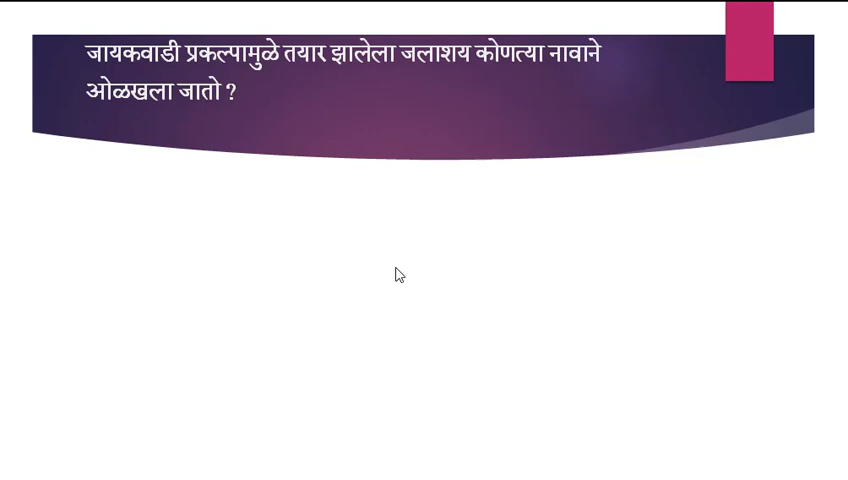 जायकवाडी प्रकल्पामुळे तयार झालेला जलाशय कोणत्या नावाने
ओळखला जातो ?